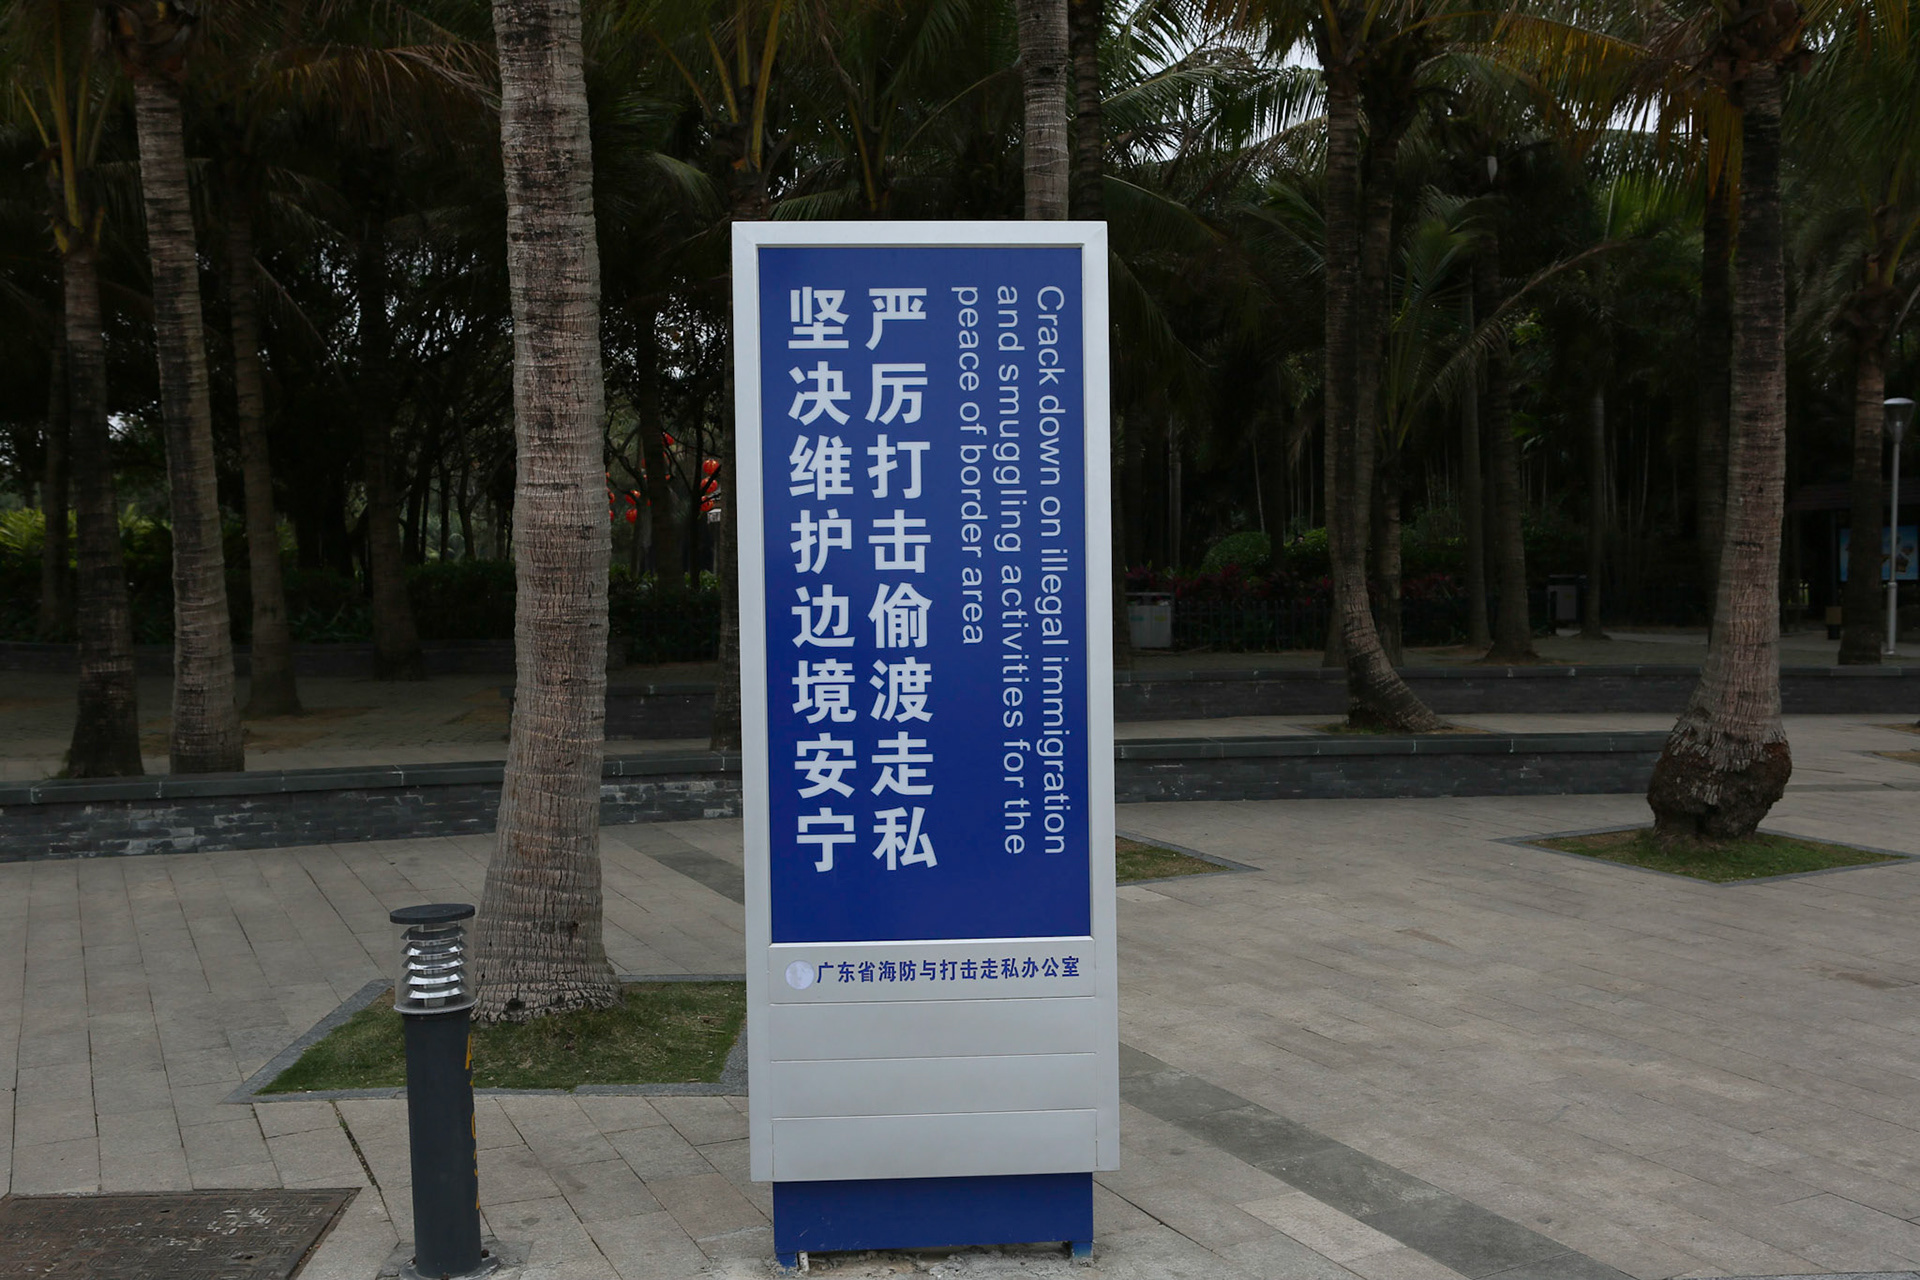 Crack down on illegal immigration
and smuggling activities for the
peace of border area
严厉打击偷渡走私
坚决维护边境安宁
广东省海防与打击走私办公室